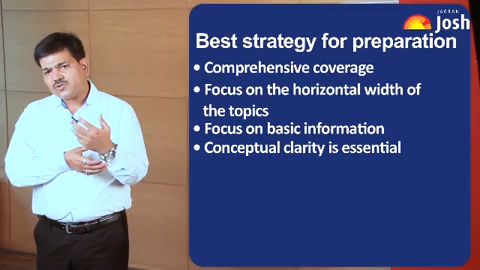 JAGRAN
Josh
Best strategy for preparation
• Comprehensive coverage
• Focus on the horizontal width of
the topics
• Focus on basic information
• Conceptual clarity is essential